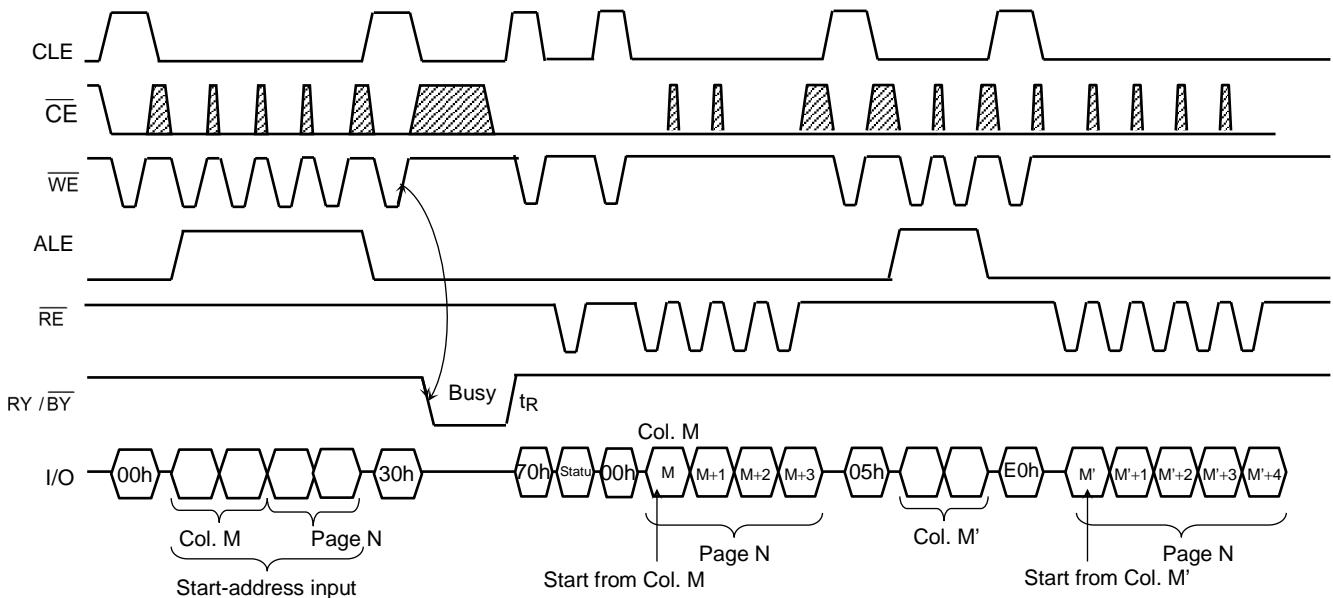 CLE
CE
WE
ALE
RE
RY / BY
Busy
tR
Col. M
I/O
00h
30h
70h
Statu
00h
M
M+1
M+2
M+3
05h
E0h
M'
M'+1
M'+2
M'+3
M'+4
Col. M
Page N
Page N
Col. M’
Page N
Start-address input
Start from Col. M
Start from Col. M’